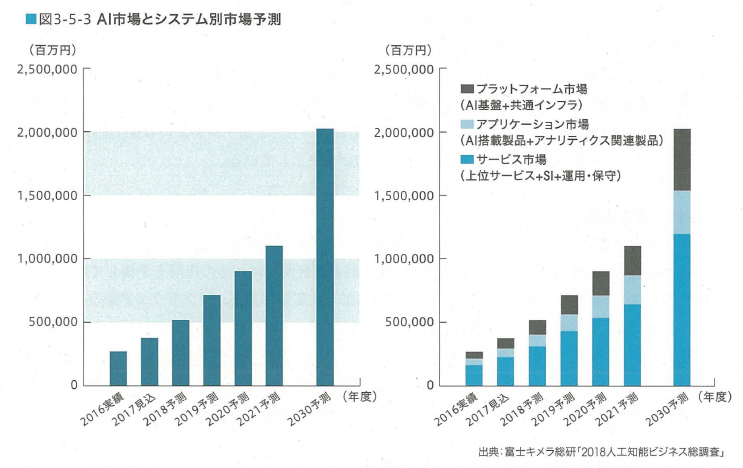 ■図3-5-3 AI市場とシステム別市場予測
(百万円)
2,500,000
2,000,000
1,500,000
1,000,000
500,000
0
2016実績
2017見込
2018予測
2019予測
2020予測
2021予測
2030予測
(年度)
(百万円)
2,500,000
2,000,000
1,500,000
1,000,000
500,000
0
■プラットフォーム市場
(AI基盤+共通インフラ)
■アプリケーション市場
(AI搭載製品+アナリティクス関連製品)
■サービス市場
(上位サービス+SI+運用・保守)
2016実績
2017見込
2018予測
2019予測
2020予測
2021予測
2030予測
(年度)
出典:富士キメラ総研「2018人工知能ビジネス総調査」